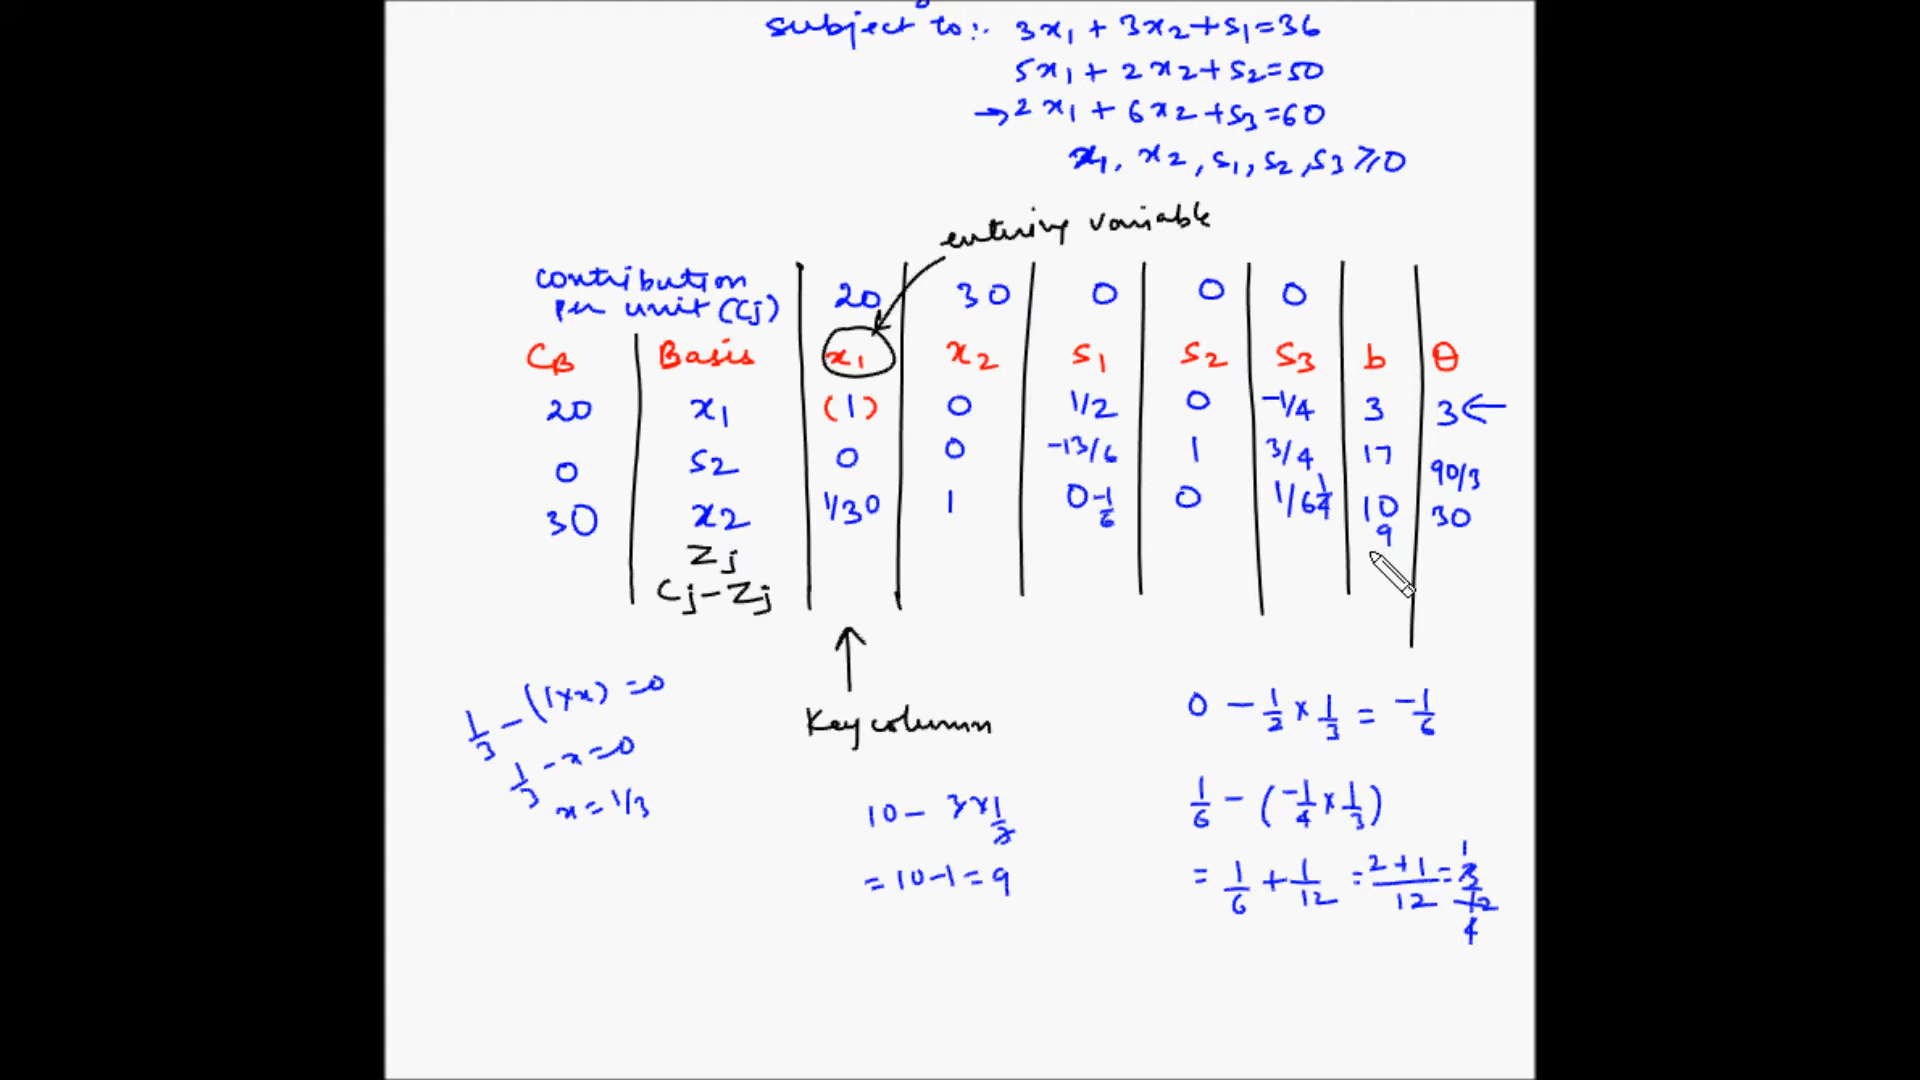 subject to:- 3x₁ + 3x₂ + s₁ = 36
5x₁ + 2x₂ + s₂ = 50
→ 2x₁ + 6x₂ + s₃ = 60
x₁, x₂, s₁, s₂, s₃ ≥ 0
entering variable
contribution per unit (Cj) 20 30 0 0 0
CB Basis x₁ x₂ s₁ s₂ s₃ b θ
20 x₁ (1) 0 1/2 0 -1/4 3 3 ←
0 s₂ 0 0 -13/6 1 3/4 17 90/3
30 x₂ 1/3 0 1 0 -1/6 0 1/6 1/4 10 30
9
Zj
Cj-Zj
Key column
1/3 - (1×x) = 0
1/3 - x = 0
x = 1/3
10 - 3×1/3
= 10-1 = 9
0 - 1/2 × 1/3 = -1/6
1/6 - (-1/4 × 1/3)
= 1/6 + 1/12 = 2+1/12 = 3/12 1/4